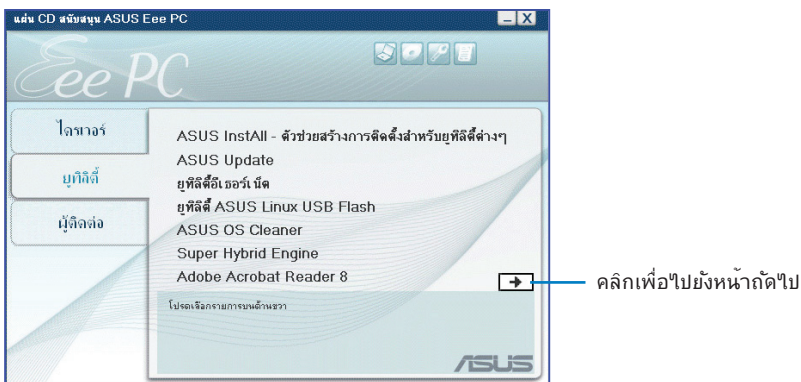 แผ่น CD สนับสนุน ASUS Eee PC
Eee PC
ไดรเวอร์
ยูทิลิตี้
ผู้ติดต่อ
ASUS InstAll - ตัวช่วยสร้างการติดตั้งสำหรับยูทิลิตี้ต่างๆ
ASUS Update
ยูทิลิตี้อีเธอร์เน็ต
ยูทิลิตี้ ASUS Linux USB Flash
ASUS OS Cleaner
Super Hybrid Engine
Adobe Acrobat Reader 8
โปรดเลือกรายการบนด้านขวา
ASUS
คลิกเพื่อไปยังหน้าถัดไป